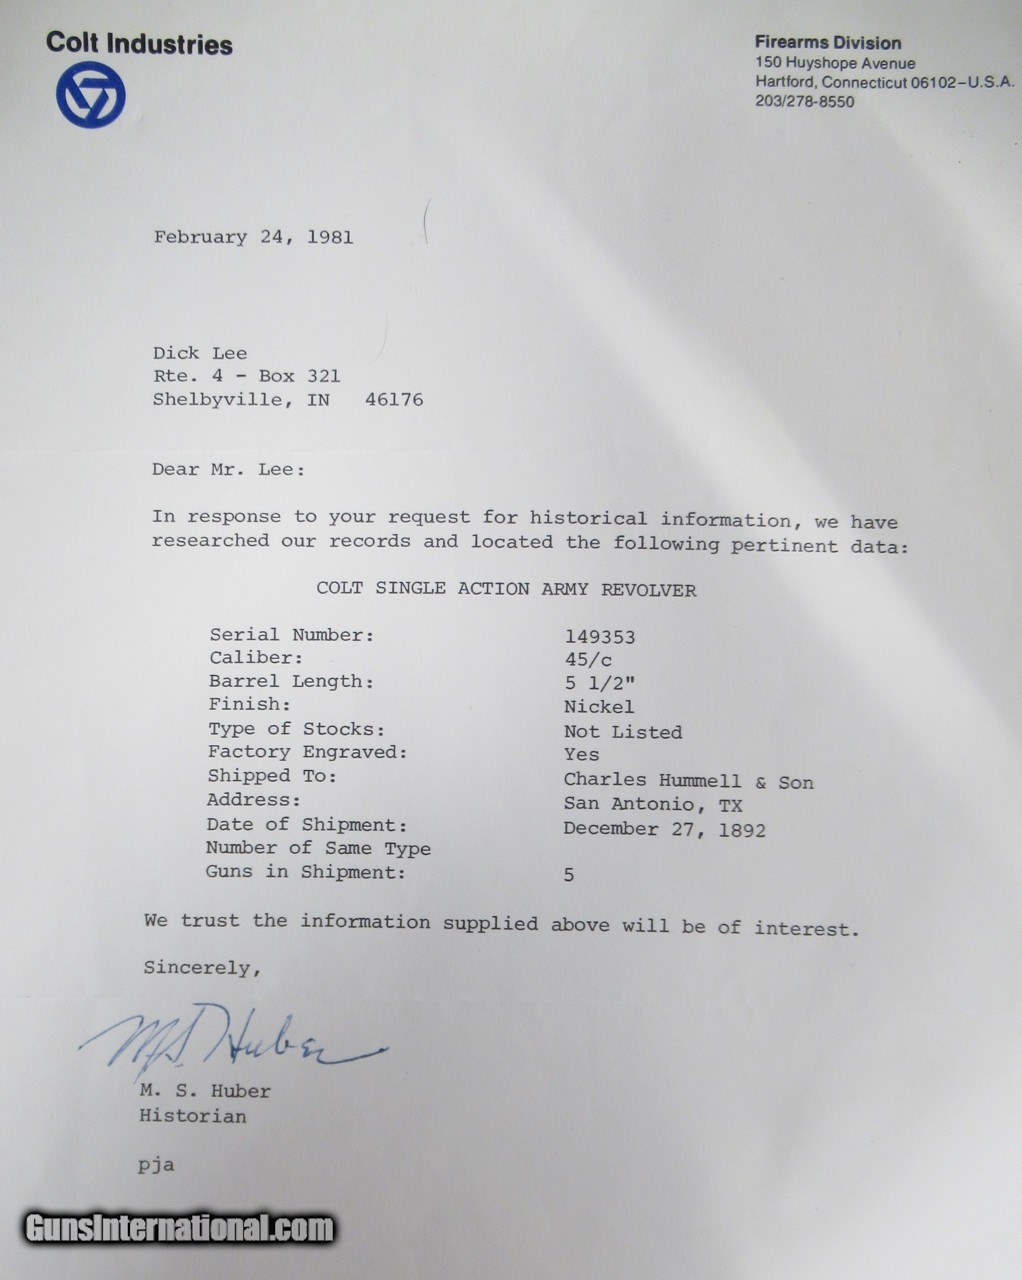 Colt Industries
Firearms Division
150 Huyshope Avenue
Hartford, Connecticut 06102-U.S.A.
203/278-8550
February 24, 1981
Dick Lee
Rte. 4 - Box 321
Shelbyville, IN 46176
Dear Mr. Lee:
In response to your request for historical information, we have
researched our records and located the following pertinent data:
COLT SINGLE ACTION ARMY REVOLVER
Serial Number: 149353
Caliber: 45/c
Barrel Length: 5 1/2"
Finish: Nickel
Type of Stocks: Not Listed
Factory Engraved: Yes
Shipped To: Charles Hummell & Son
Address: San Antonio, TX
Date of Shipment: December 27, 1892
Number of Same Type
Guns in Shipment: 5
We trust the information supplied above will be of interest.
Sincerely,
M.S. Huber
M. S. Huber
Historian
pja
GunsInternational.com